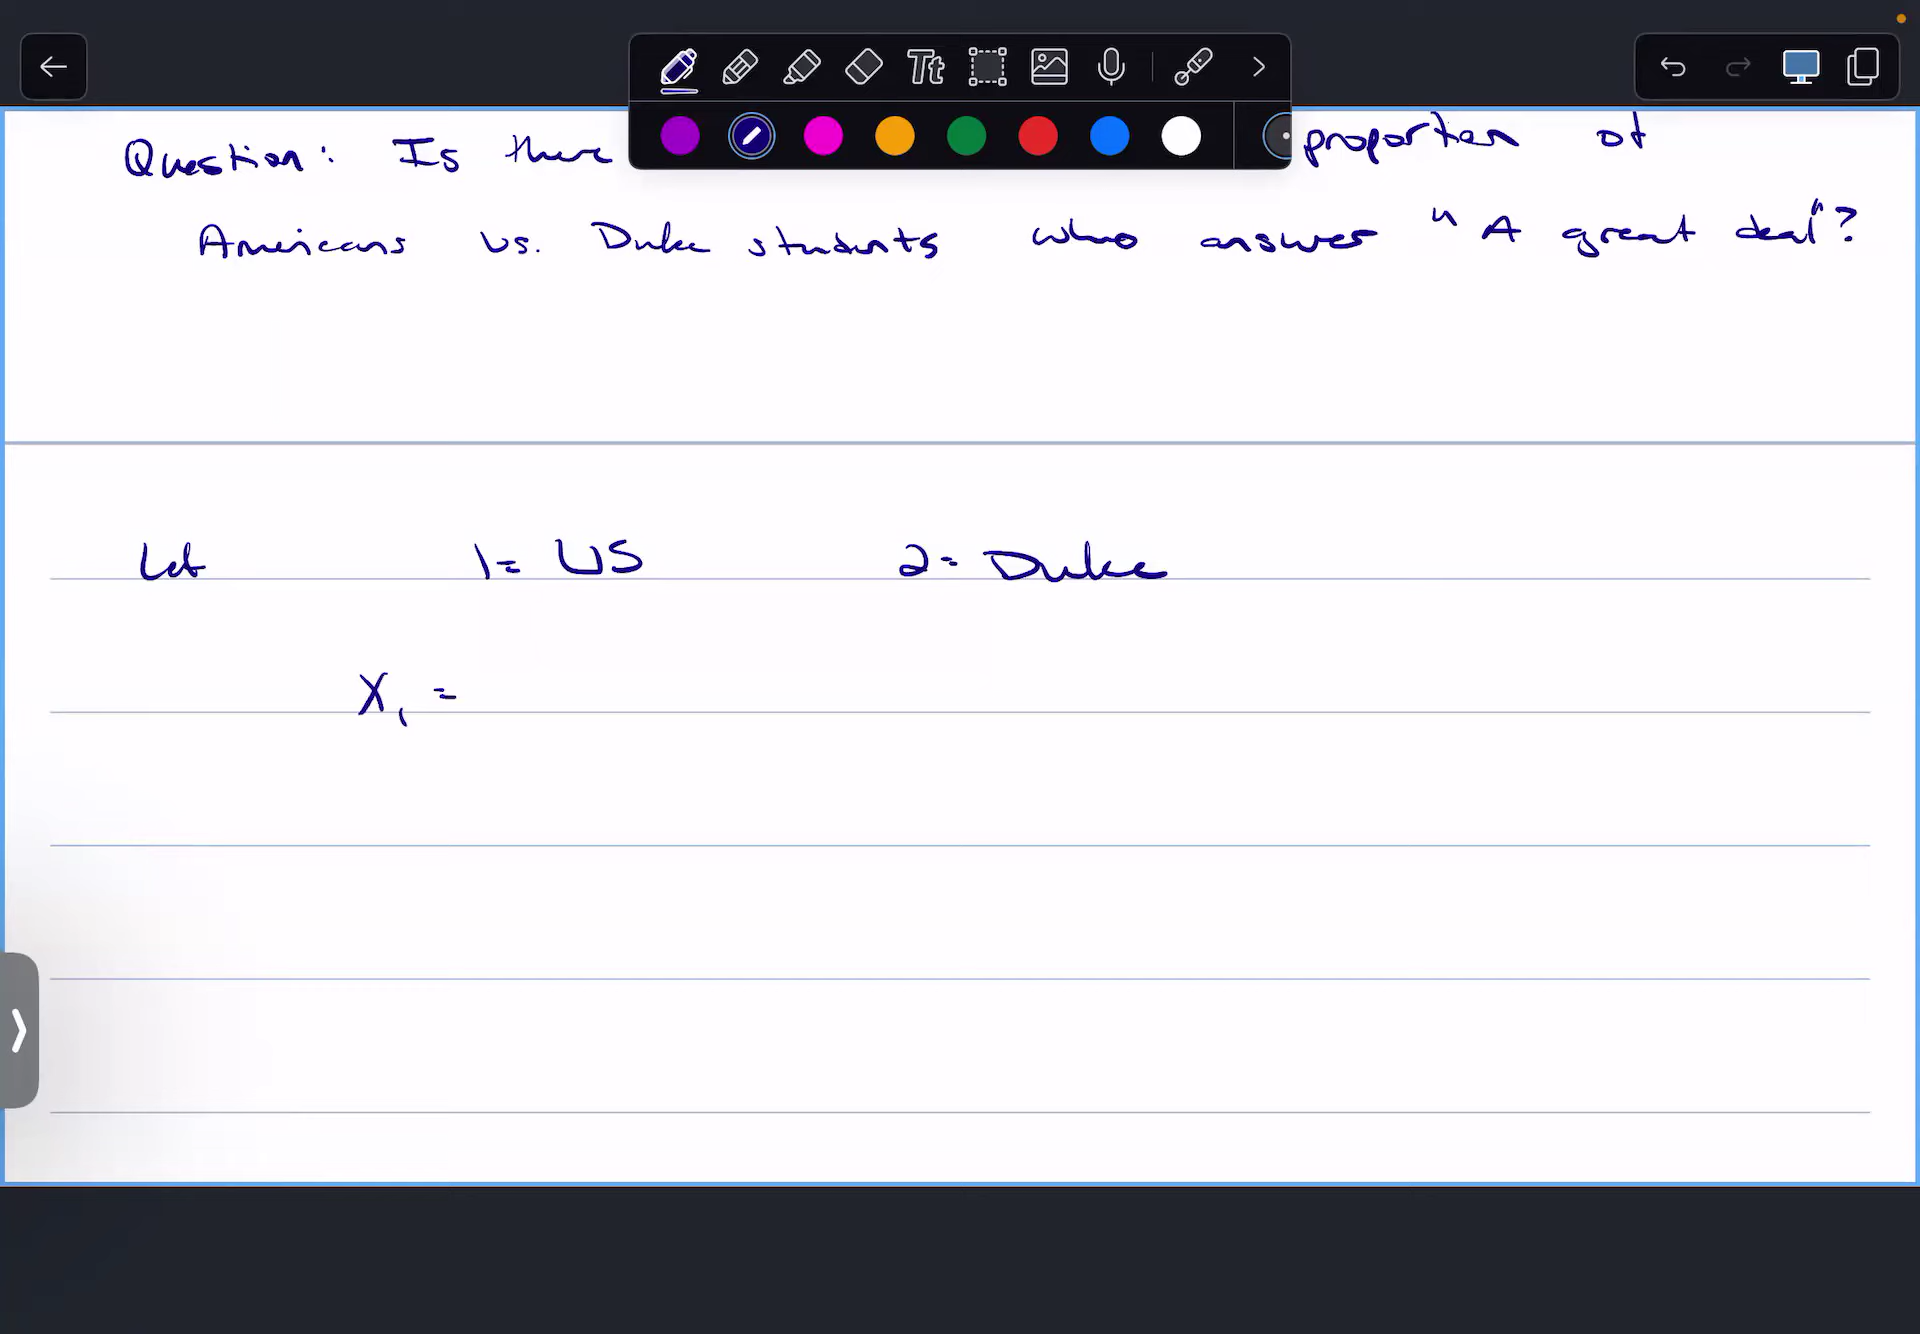 Question: Is there proportion of
Americans vs. Duke students who answer "A great deal"?
Let 1= US 2= Duke
X₁ =